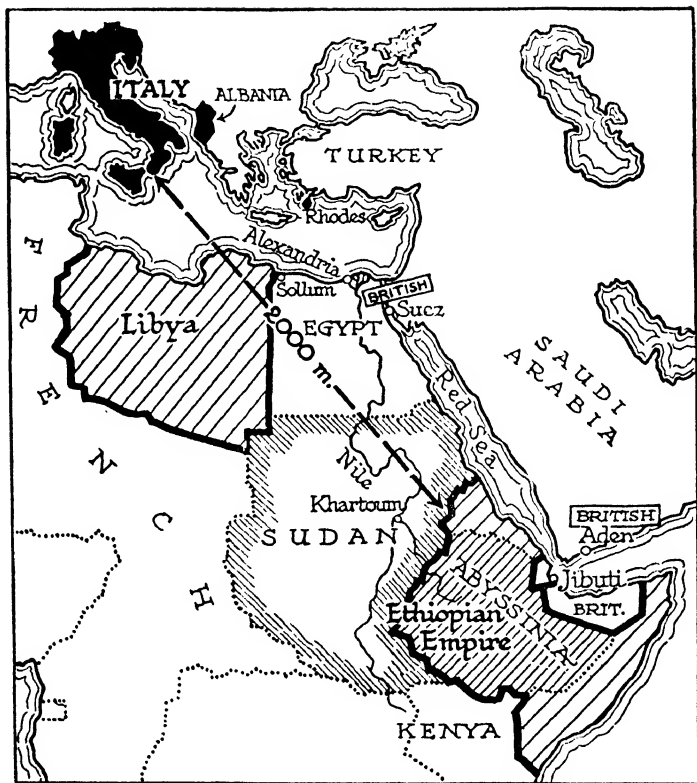 ITALY
ALBANIA
TURKEY
Rhodes
Alexandria
Sollum
BRITISH
Sucz
2000 m.
EGYPT
Libya
FRENCH
SAUDI
ARABIA
Red Sea
Nile
Khartoum
SUDAN
BRITISH
Aden
Jibuti
BRIT.
ABYSSINIA
Ethiopian
Empire
KENYA